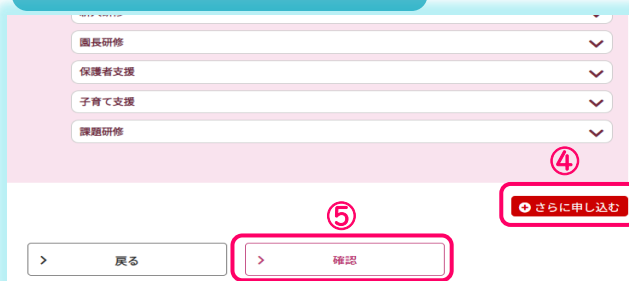 園長研修
保護者支援
子育て支援
課題研修
④
さらに申し込む
⑤
戻る
確認